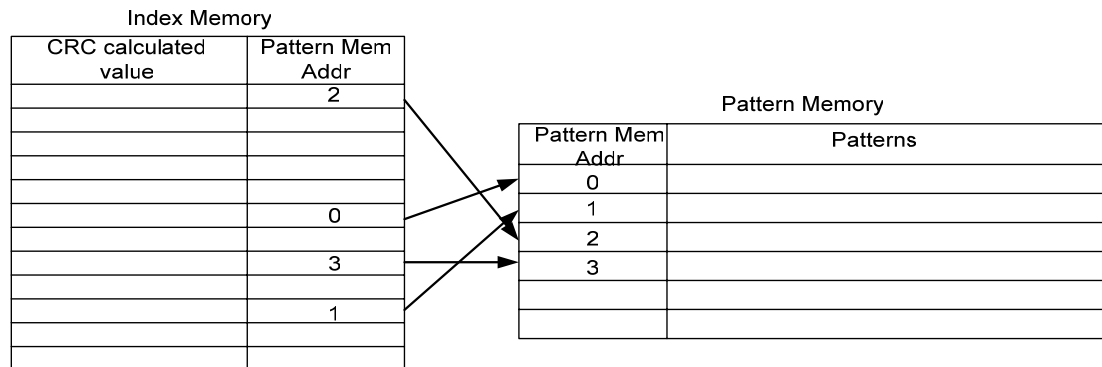 Index Memory
CRC calculated value
Pattern Mem Addr
2
0
3
1
Pattern Memory
Pattern Mem Addr
Patterns
0
1
2
3